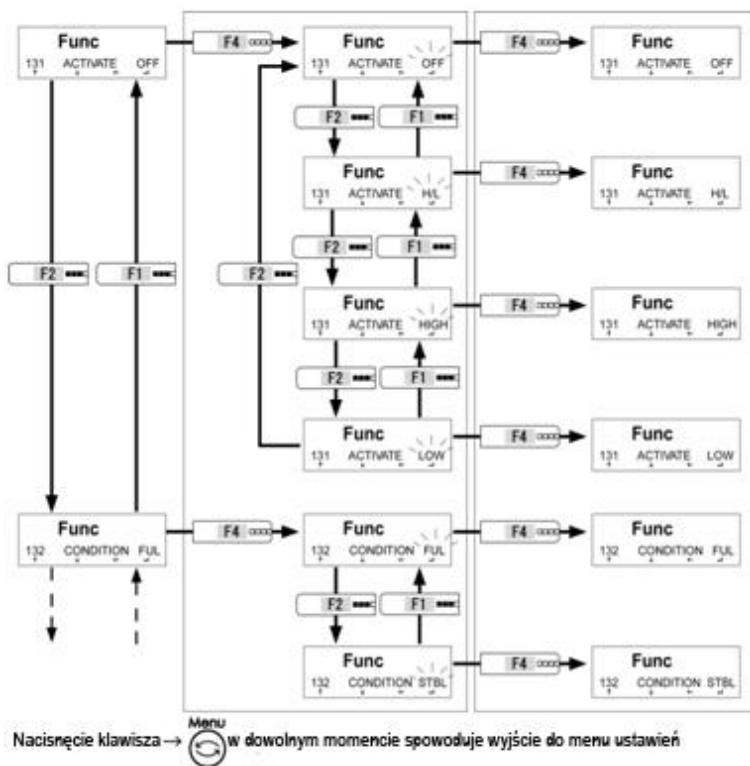 Func
131 ACTIVATE OFF
F4
Func
131 ACTIVATE OFF
F4
Func
131 ACTIVATE OFF
F2
F1
Func
131 ACTIVATE H/L
F4
Func
131 ACTIVATE H/L
F2
F1
F2
F2
F1
Func
131 ACTIVATE HIGH
F4
Func
131 ACTIVATE HIGH
F2
F1
Func
131 ACTIVATE LOW
F4
Func
131 ACTIVATE LOW
Func
132 CONDITION FUL
F4
Func
132 CONDITION FUL
F4
Func
132 CONDITION FUL
F2
F1
Func
132 CONDITION STBL
F4
Func
132 CONDITION STBL
Menu
Nacisnęcie klawisza → w dowolnym momencie spowoduje wyjście do menu ustawień